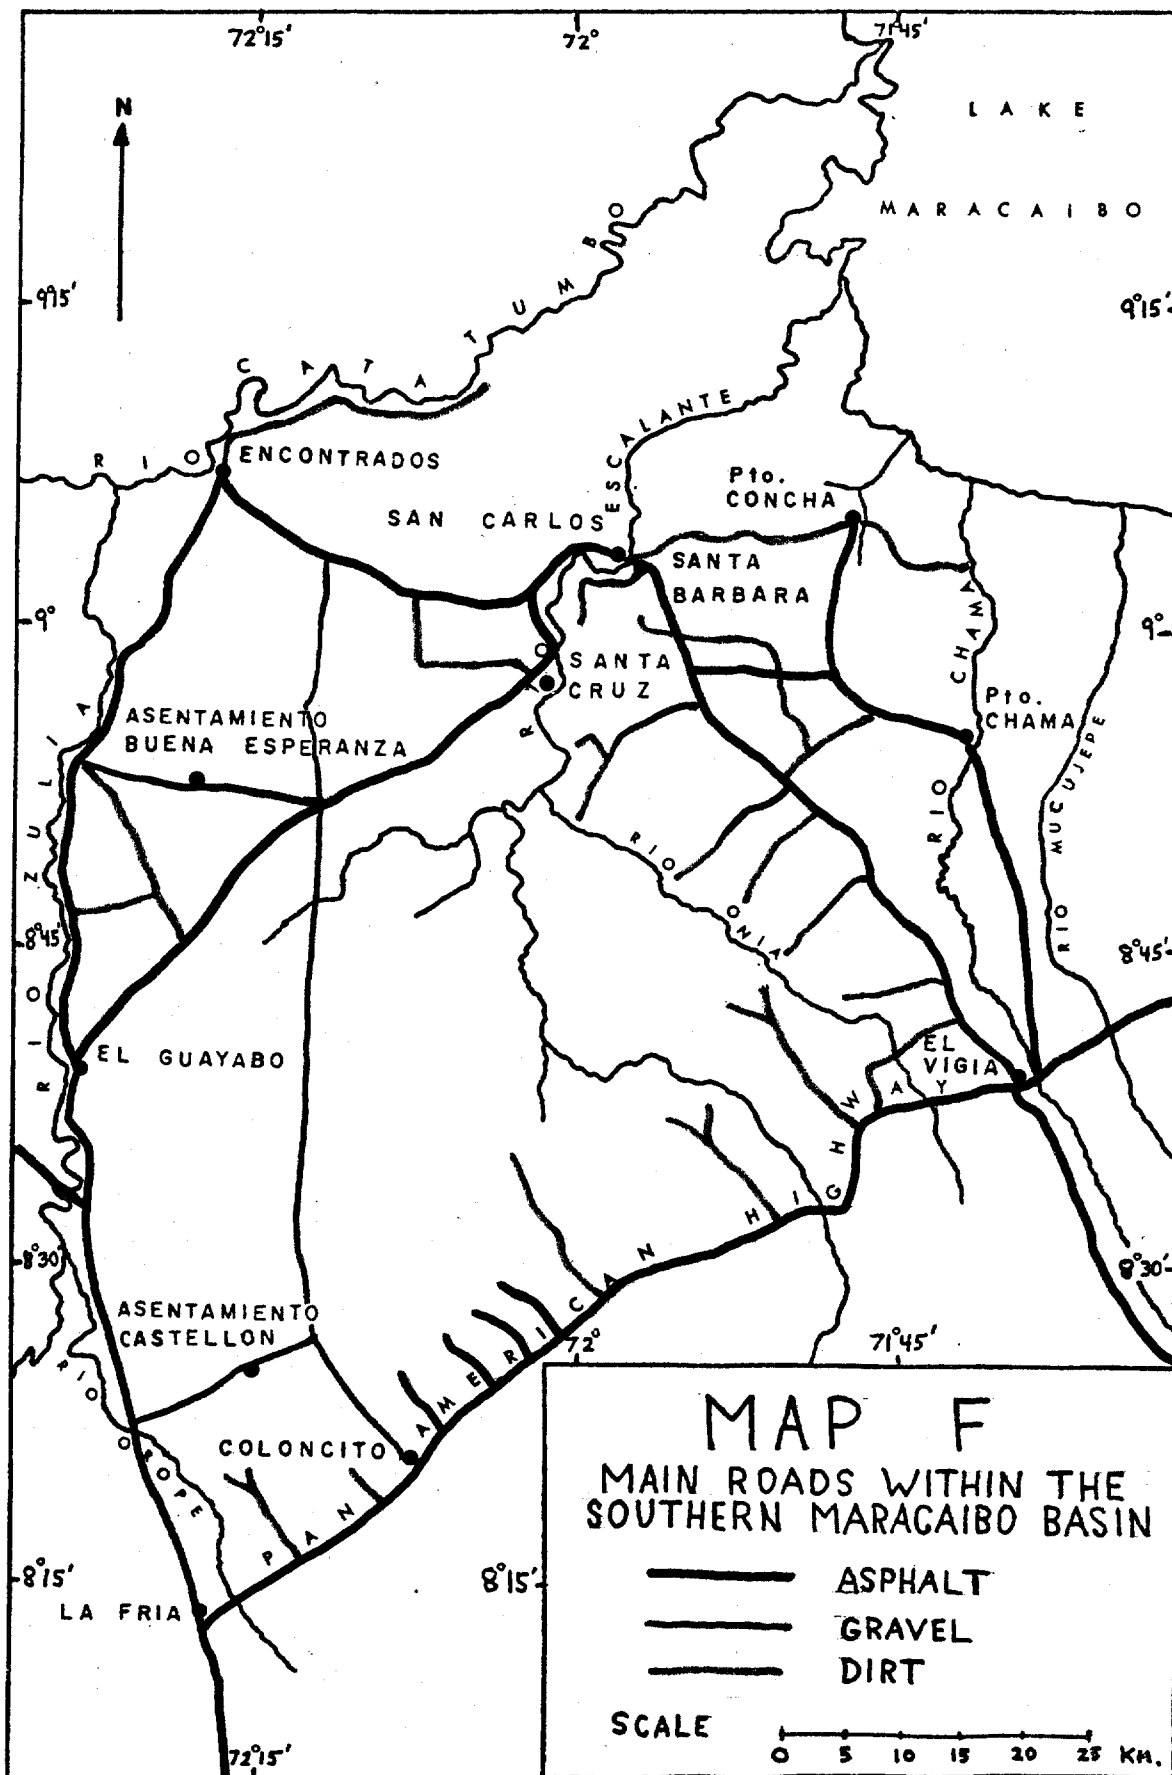 72°15'
72°
71°45'
N
LAKE
MARACAIBO
9°15'
9°15'
RIO CATATUMBO
ENCONTRADOS
ESCALANTE
Pto.
CONCHA
SAN CARLOS
SANTA
BARBARA
9°
9°
RIO
SANTA
CRUZ
CHAMA
RIO
Pto.
CHAMA
RIO MUCUJEPE
ASENTAMIENTO
BUENA ESPERANZA
RIO ZULIA
RIO ONIA
8°45'
8°45'
EL GUAYABO
EL
VIGIA
8°30'
8°30'
PAN AMERICAN HIGHWAY
ASENTAMIENTO
CASTELLON
72°
71°45'
RIO OROPE
COLONCITO
8°15'
8°15'
LA FRIA
72°15'
MAP F
MAIN ROADS WITHIN THE
SOUTHERN MARACAIBO BASIN
ASPHALT
GRAVEL
DIRT
SCALE
0 5 10 15 20 25 KM.